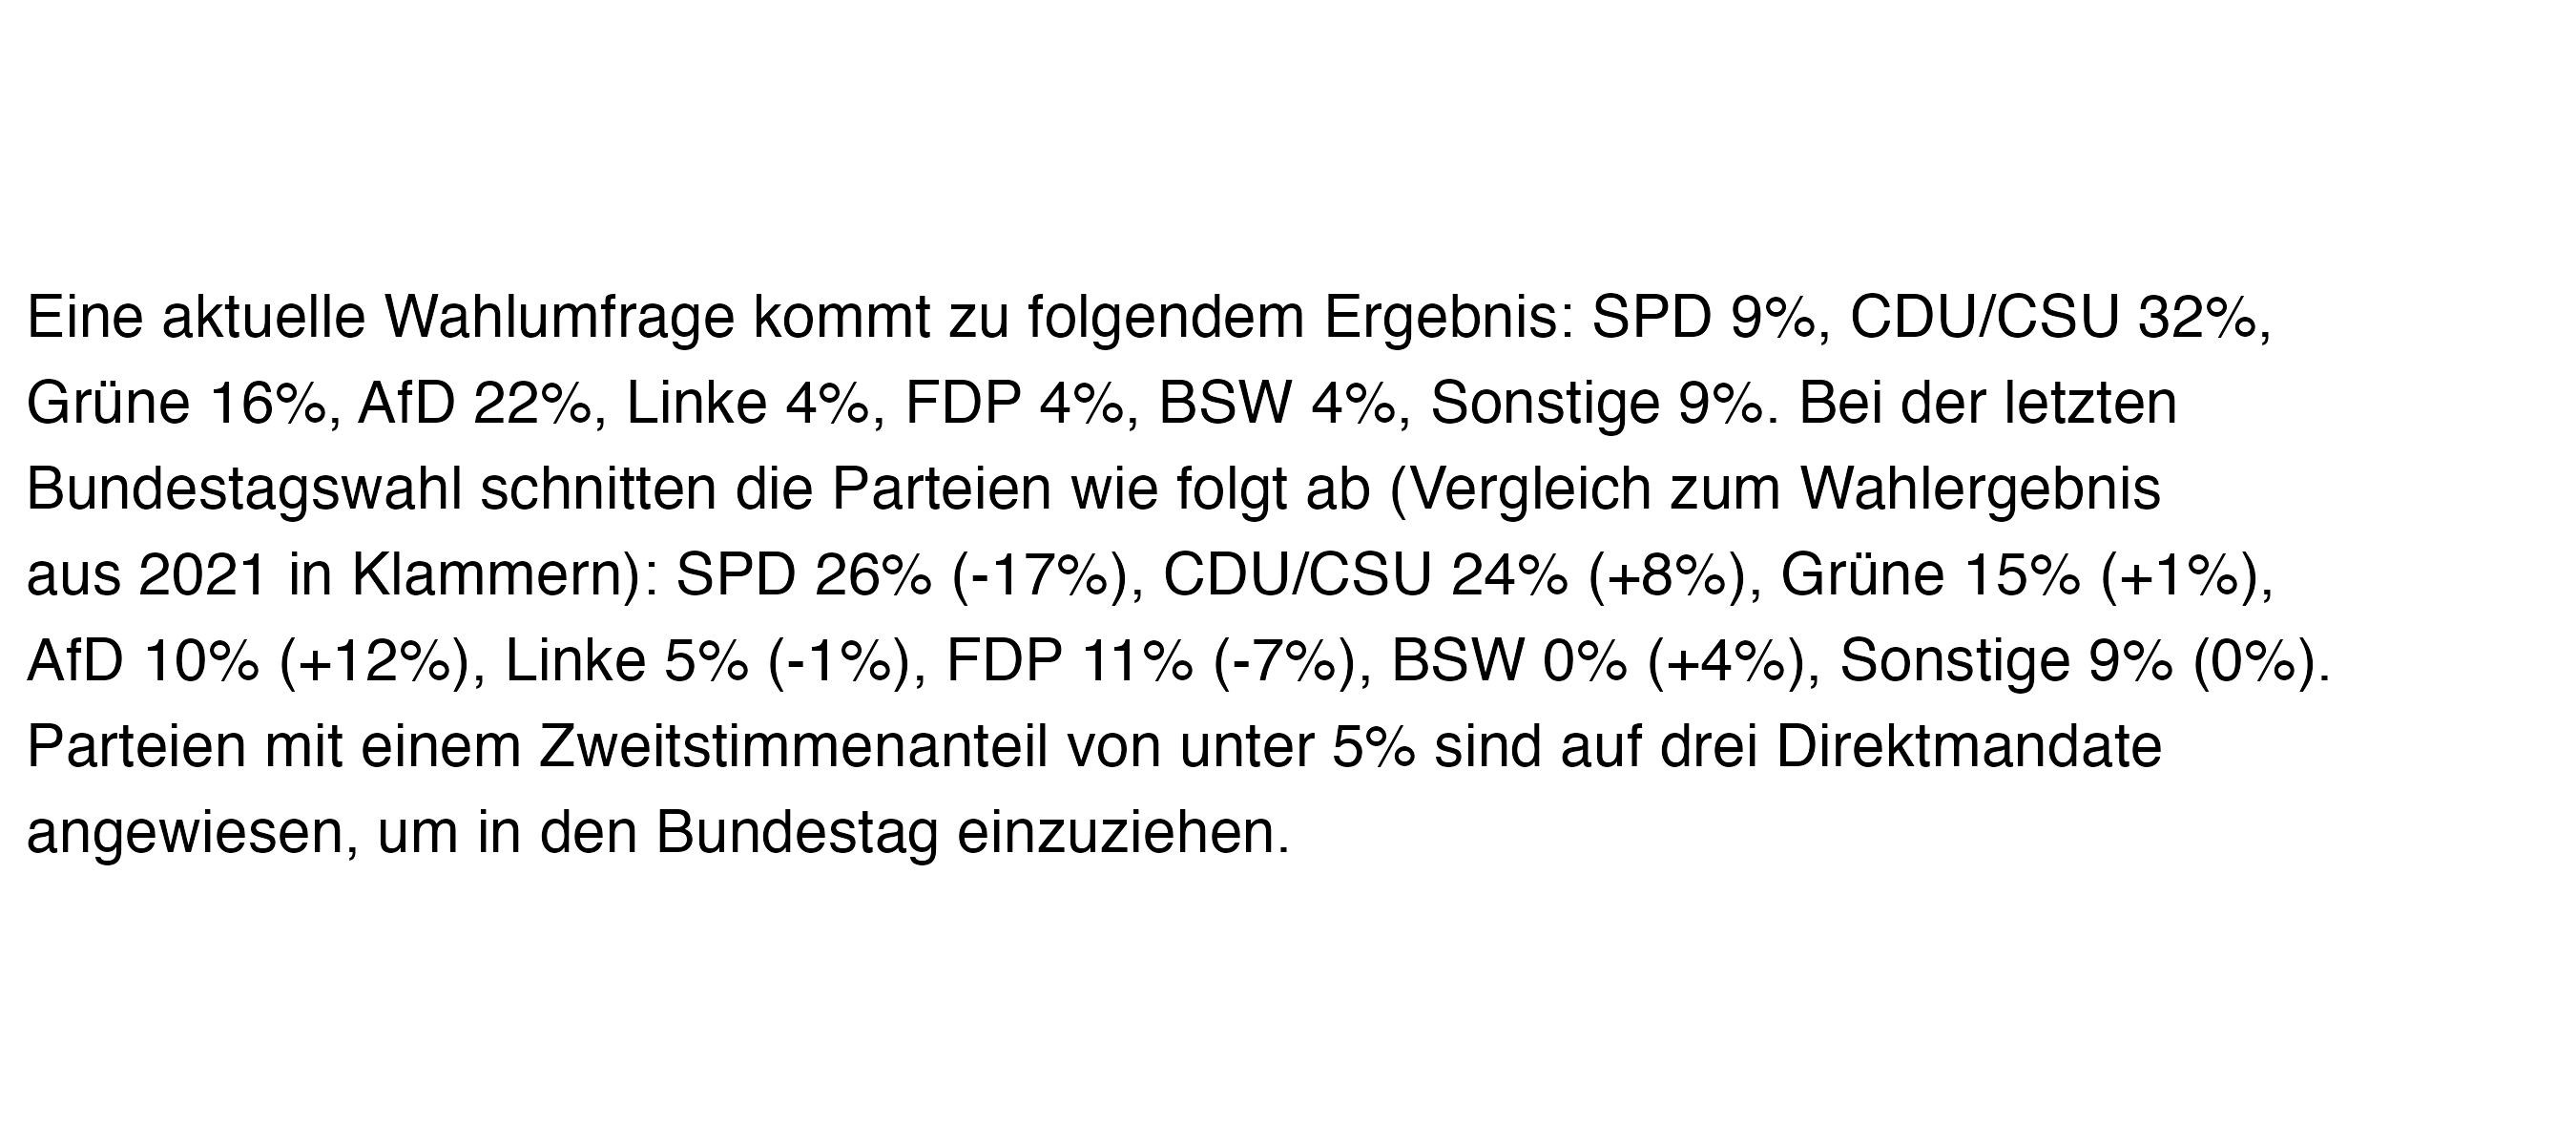 Eine aktuelle Wahlumfrage kommt zu folgendem Ergebnis: SPD 9%, CDU/CSU 32%,
Grüne 16%, AfD 22%, Linke 4%, FDP 4%, BSW 4%, Sonstige 9%. Bei der letzten
Bundestagswahl schnitten die Parteien wie folgt ab (Vergleich zum Wahlergebnis
aus 2021 in Klammern): SPD 26% (-17%), CDU/CSU 24% (+8%), Grüne 15% (+1%),
AfD 10% (+12%), Linke 5% (-1%), FDP 11% (-7%), BSW 0% (+4%), Sonstige 9% (0%).
Parteien mit einem Zweitstimmenanteil von unter 5% sind auf drei Direktmandate
angewiesen, um in den Bundestag einzuziehen.